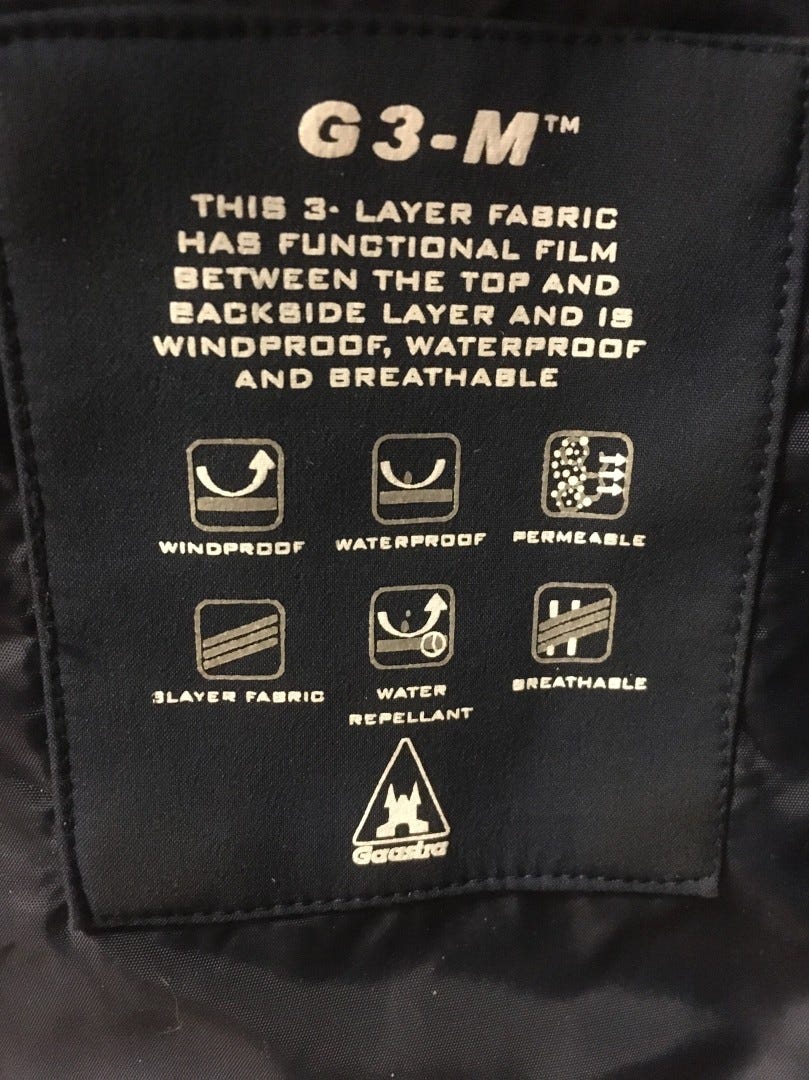 G3-M™
THIS 3- LAYER FABRIC
HAS FUNCTIONAL FILM
BETWEEN THE TOP AND
BACKSIDE LAYER AND IS
WINDPROOF, WATERPROOF
AND BREATHABLE
WINDPROOF WATERPROOF PERMEABLE
3LAYER FABRIC WATER REPELLANT BREATHABLE
Gaastra